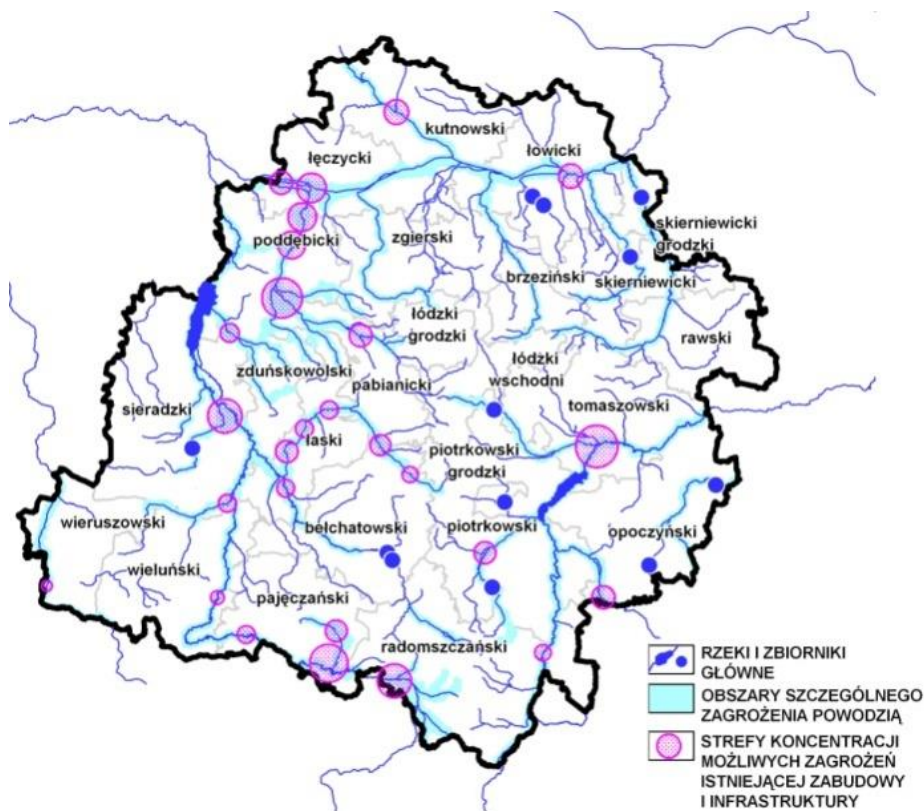 kutnowski
łowicki
łęczycki
skierniewicki
grodzki
poddębicki
zgierski
brzeziński
skierniewicki
łódzki
grodzki
rawski
łódzki
wschodni
zduńskowolski
pabianicki
sieradzki
tomaszowski
łaski
piotrkowski
grodzki
wieruszowski
bełchatowski
piotrkowski
opoczyński
wieluński
pajęczański
radomszczański
RZEKI I ZBIORNIKI
GŁÓWNE
OBSZARY SZCZEGÓLNEGO
ZAGROŻENIA POWODZIĄ
STREFY KONCENTRACJI
MOŻLIWYCH ZAGROŻEŃ
ISTNIEJĄCEJ ZABUDOWY
I INFRASTRUKTURY